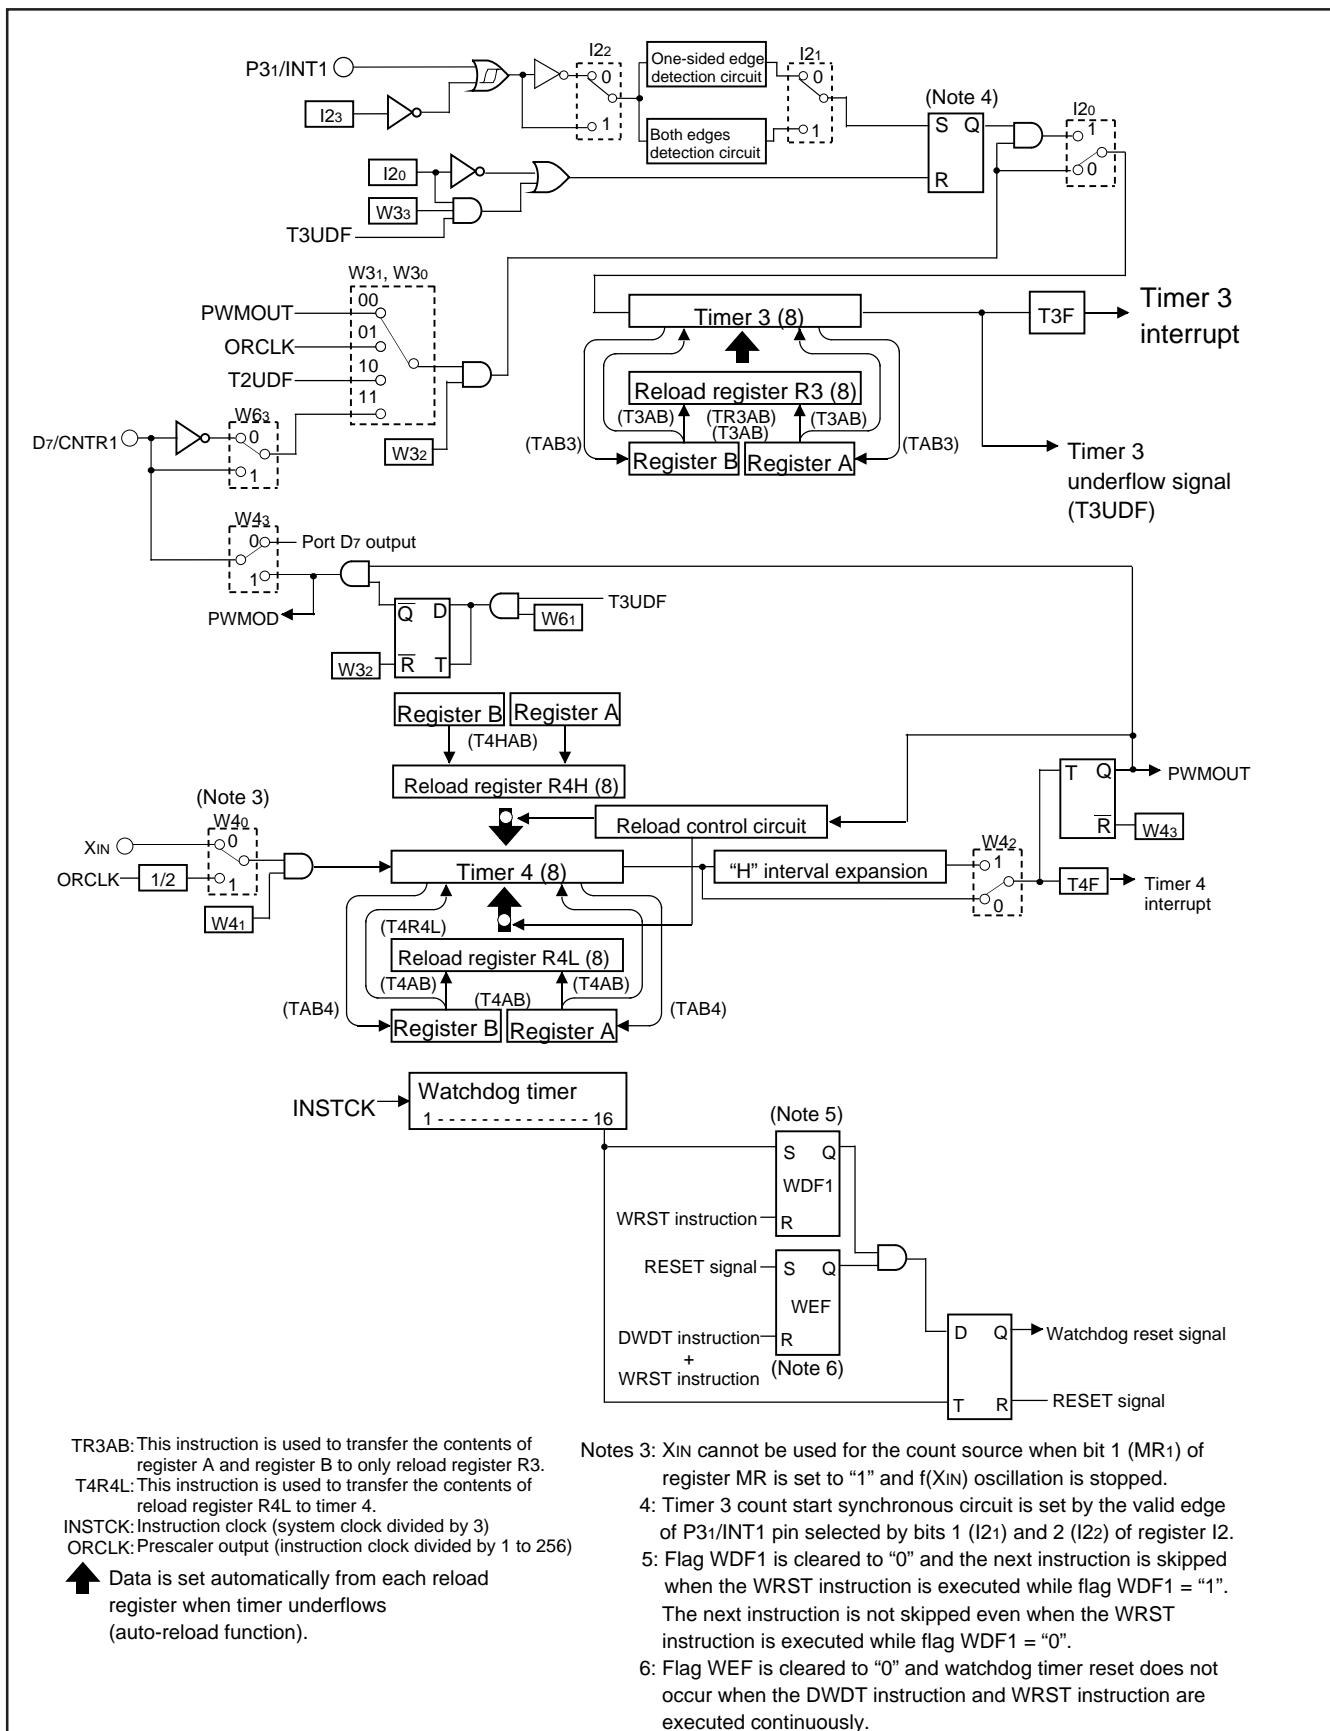 P31/INT1
I22
One-sided edge
detection circuit
I21
0
0
(Note 4)
I20
I23
1
Both edges
detection circuit
1
S Q
R
1
0
I20
W33
T3UDF
W31, W30
PWMOUT
00
ORCLK
01
T2UDF
10
11
Timer 3 (8)
T3F
Timer 3
interrupt
Reload register R3 (8)
(T3AB)
(TR3AB)
(T3AB)
(T3AB)
W63
D7/CNTR1
0
1
W32
(TAB3)
Register B
Register A
(TAB3)
Timer 3
underflow signal
(T3UDF)
W43
0
Port D7 output
1
PWMOD
Q D
R T
T3UDF
W61
W32
Register B
Register A
(T4HAB)
Reload register R4H (8)
T Q
R
PWMOUT
W43
(Note 3)
W40
XIN
0
ORCLK
1/2
1
W41
Reload control circuit
Timer 4 (8)
“H” interval expansion
W42
1
0
T4F
Timer 4
interrupt
(T4R4L)
Reload register R4L (8)
(T4AB)
(T4AB)
(T4AB)
(TAB4)
Register B
Register A
(TAB4)
INSTCK
Watchdog timer
1 - - - - - - - - - - - - - - 16
(Note 5)
S Q
WDF1
WRST instruction
R
RESET signal
S Q
WEF
DWDT instruction
+
WRST instruction
R
(Note 6)
D Q
Watchdog reset signal
T R
RESET signal
TR3AB: This instruction is used to transfer the contents of
register A and register B to only reload register R3.
T4R4L: This instruction is used to transfer the contents of
reload register R4L to timer 4.
INSTCK: Instruction clock (system clock divided by 3)
ORCLK: Prescaler output (instruction clock divided by 1 to 256)
Data is set automatically from each reload
register when timer underflows
(auto-reload function).
Notes 3: XIN cannot be used for the count source when bit 1 (MR1) of
register MR is set to “1” and f(XIN) oscillation is stopped.
4: Timer 3 count start synchronous circuit is set by the valid edge
of P31/INT1 pin selected by bits 1 (I21) and 2 (I22) of register I2.
5: Flag WDF1 is cleared to “0” and the next instruction is skipped
when the WRST instruction is executed while flag WDF1 = “1”.
The next instruction is not skipped even when the WRST
instruction is executed while flag WDF1 = “0”.
6: Flag WEF is cleared to “0” and watchdog timer reset does not
occur when the DWDT instruction and WRST instruction are
executed continuously.